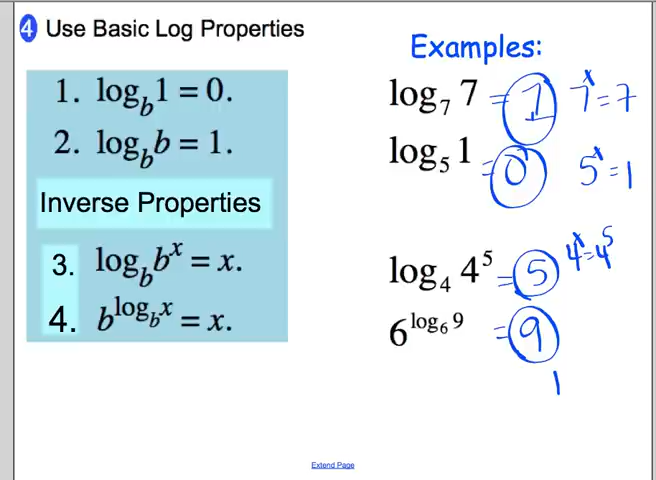 4 Use Basic Log Properties
1. log_b 1 = 0.
2. log_b b = 1.
Inverse Properties
3. log_b b^x = x.
4. b^(log_b x) = x.
Examples:
log_7 7 = 1 7^x = 7
log_5 1 = 0 5^x = 1
log_4 4^5 = 5 4^x = 4^5
6^(log_6 9) = 9
1
Extend Page